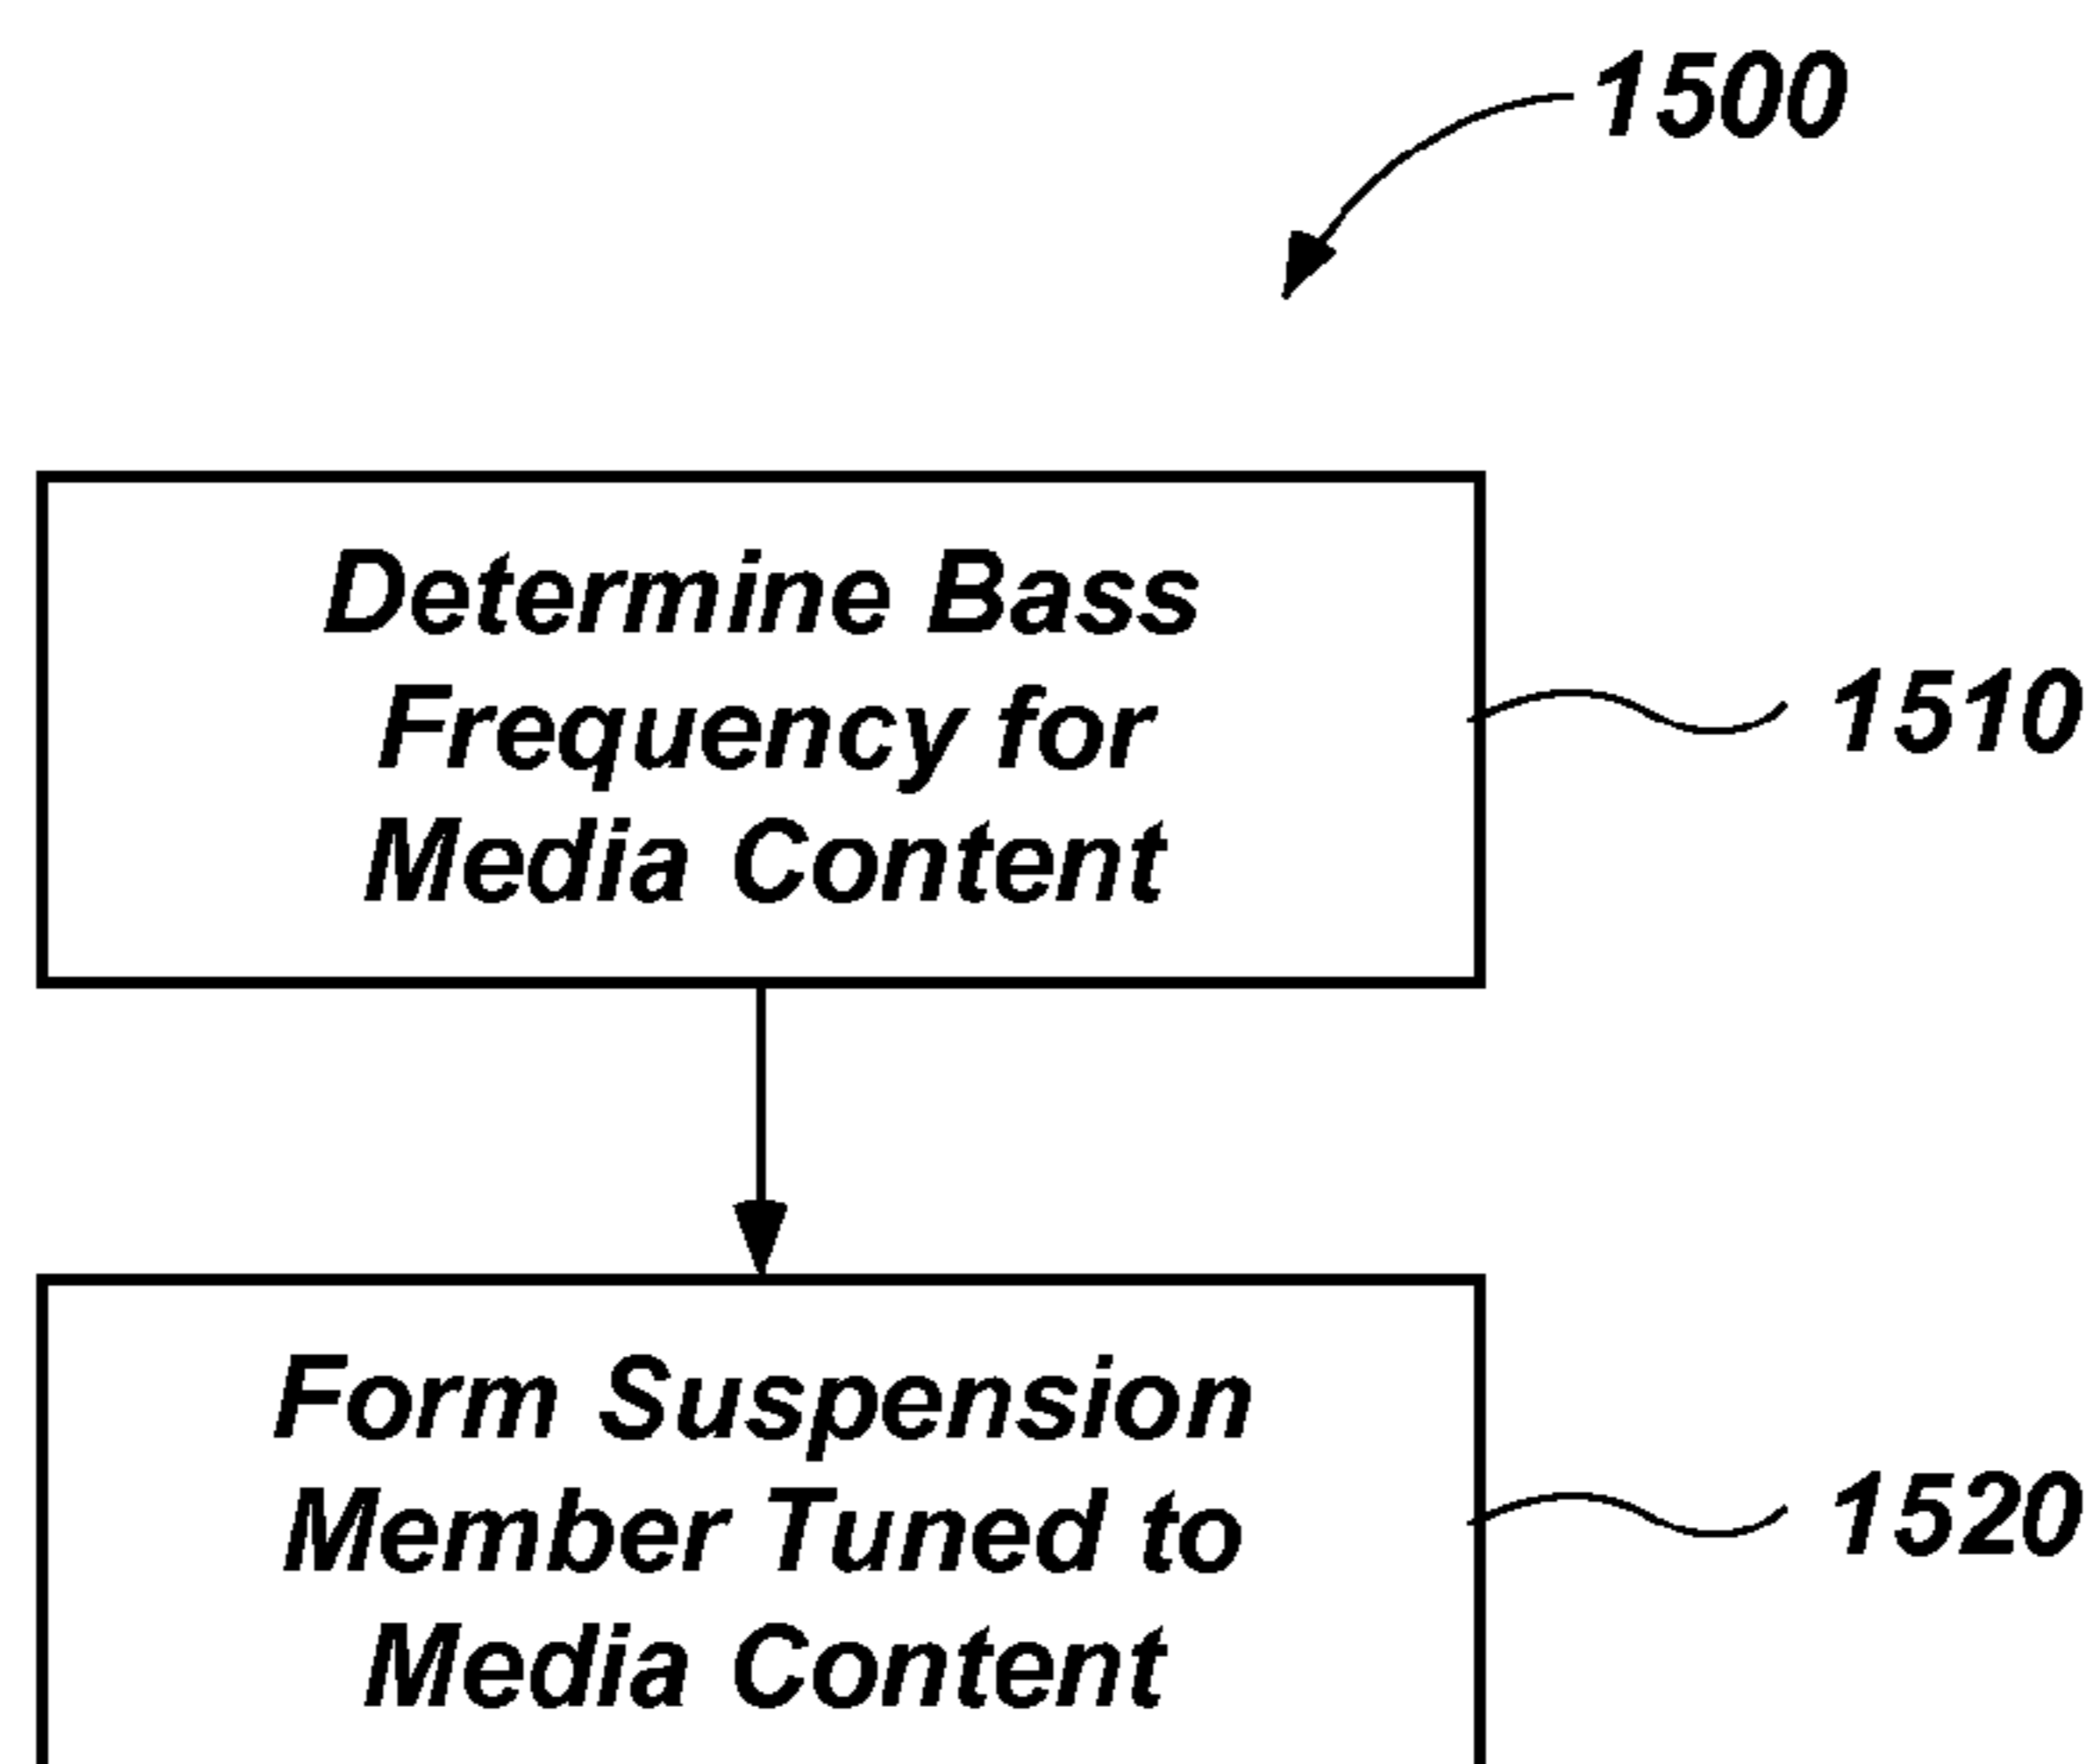 1500
Determine Bass
Frequency for
Media Content
1510
Form Suspension
Member Tuned to
Media Content
1520